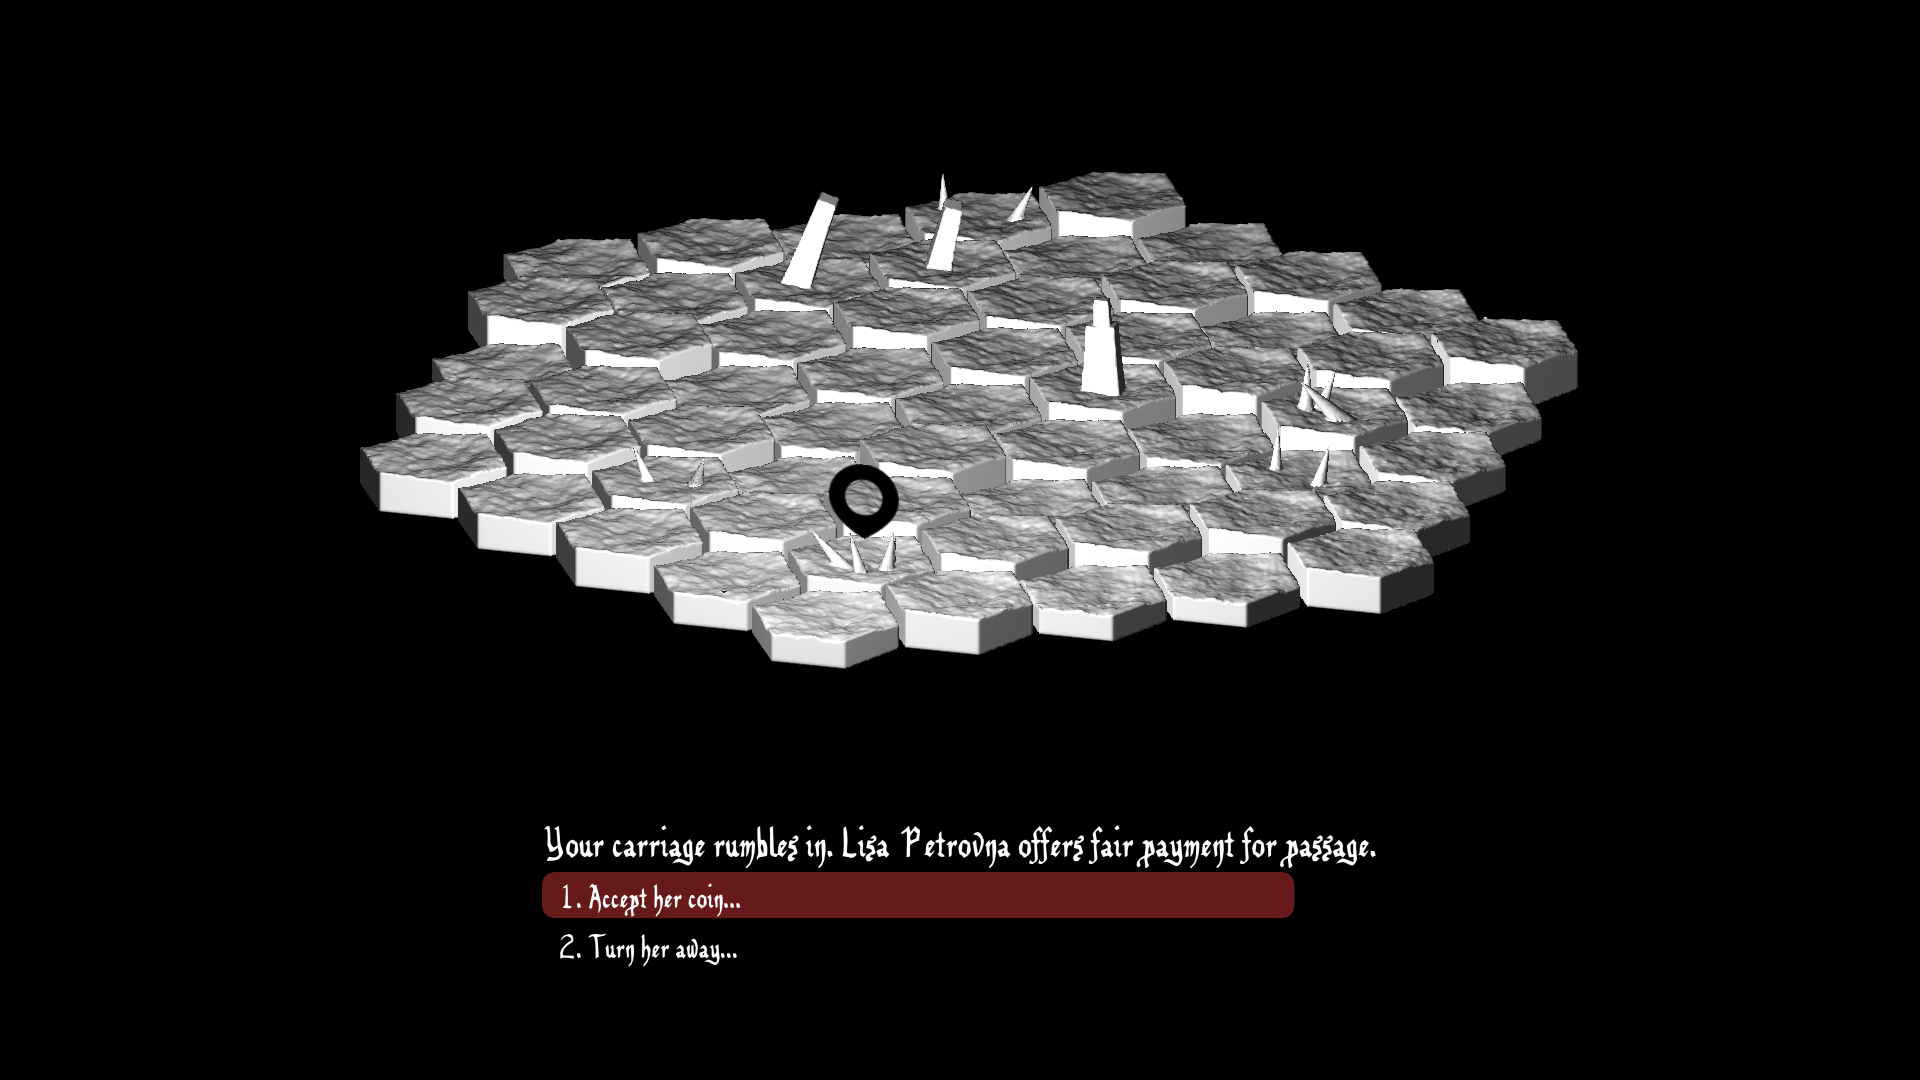 Your carriage rumbles in. Lisa Petrovna offers fair payment for passage.
1. Accept her coin...
2. Turn her away...